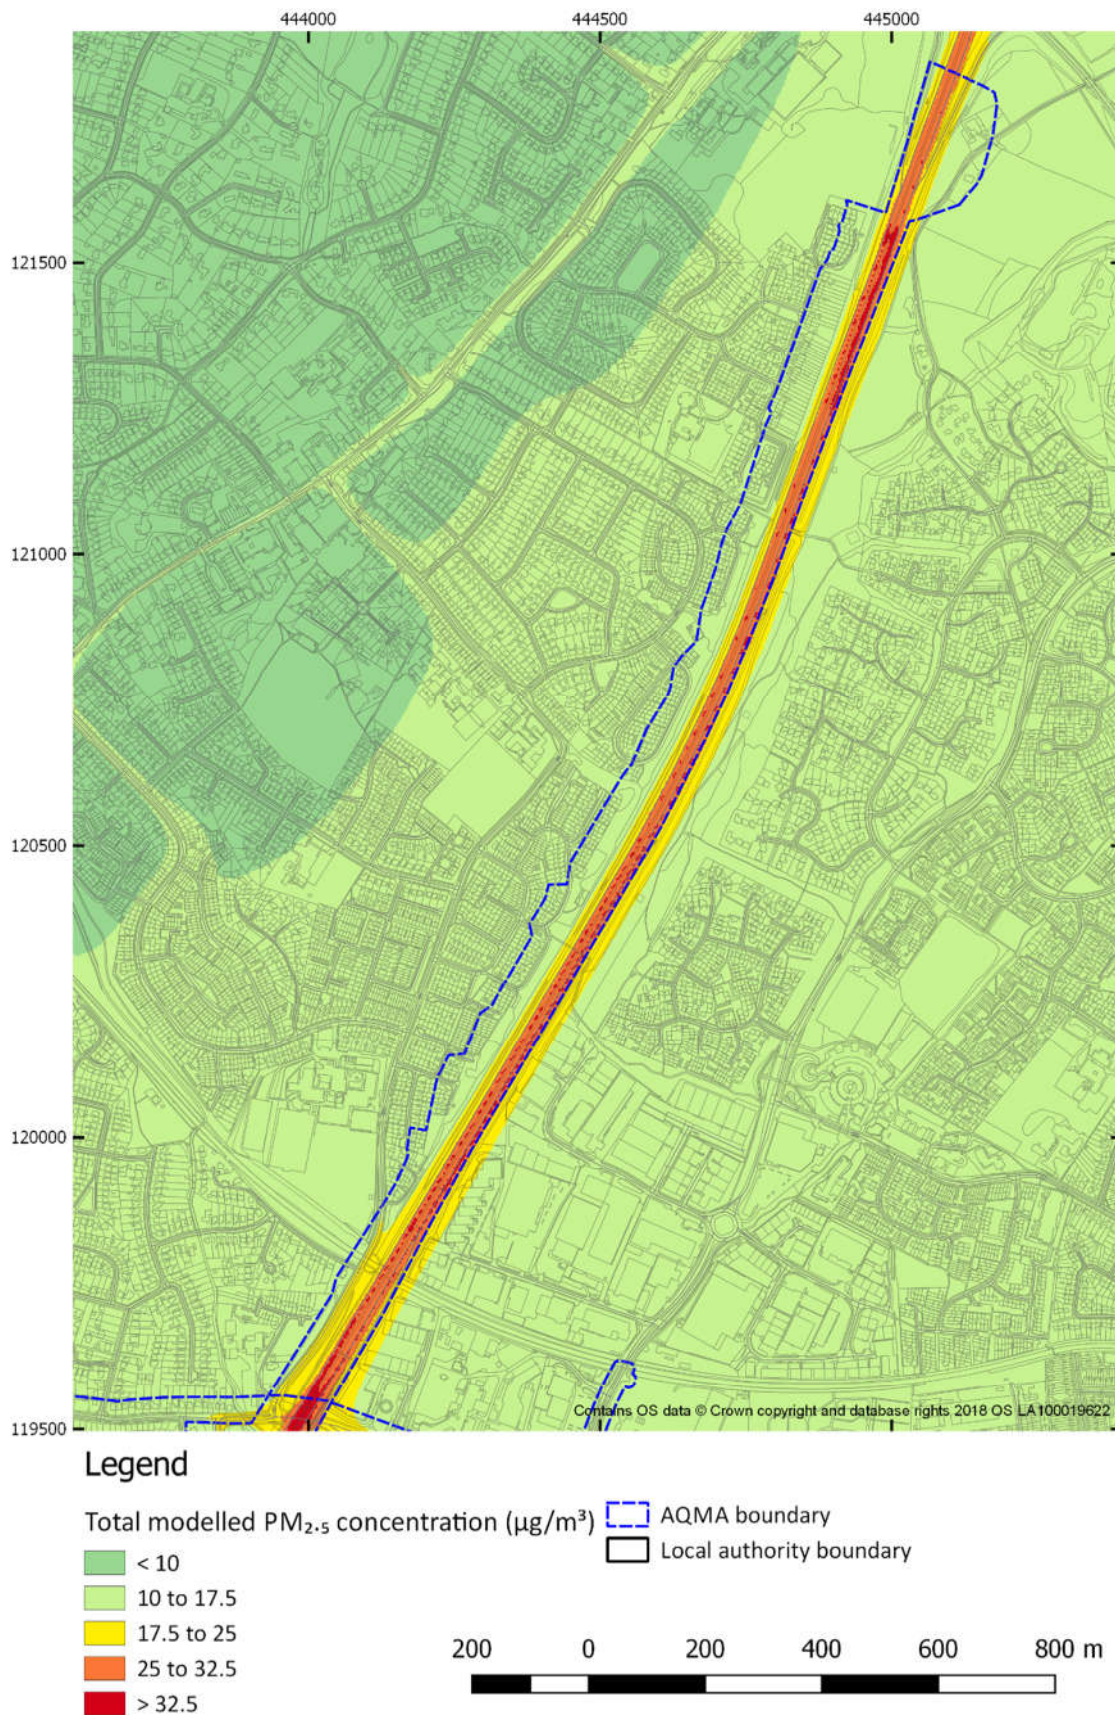 444000 444500 445000
121500
121000
120500
120000
119500
Contains OS data © Crown copyright and database rights 2018 OS LA100019622
Legend
Total modelled PM₂.₅ concentration (μg/m³)
< 10
10 to 17.5
17.5 to 25
25 to 32.5
> 32.5
AQMA boundary
Local authority boundary
200 0 200 400 600 800 m